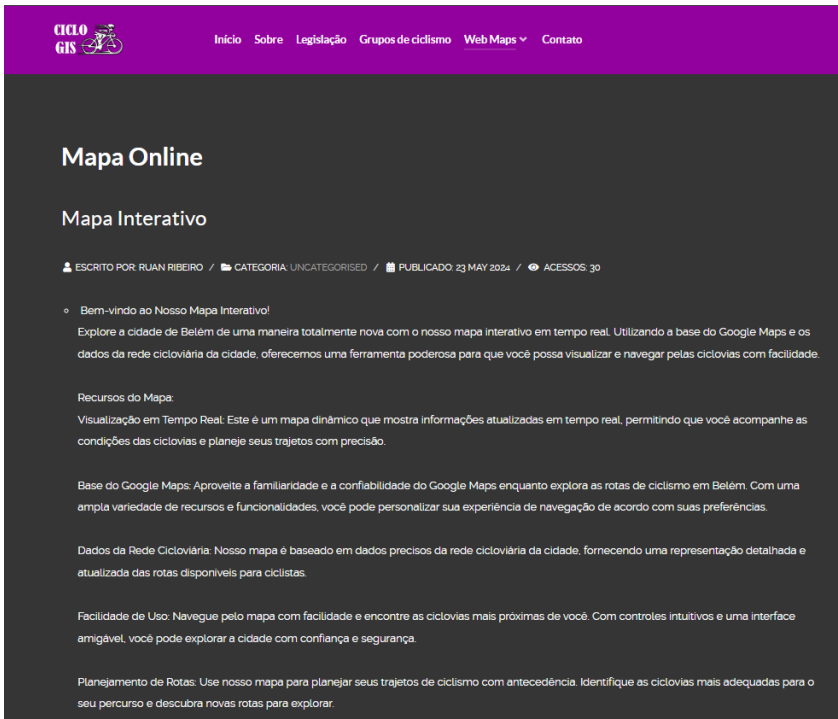 CICLO
GIS
Início Sobre Legislação Grupos de ciclismo Web Maps Contato
Mapa Online
Mapa Interativo
ESCRITO POR: RUAN RIBEIRO / CATEGORIA: UNCATEGORISED / PUBLICADO: 23 MAY 2024 / ACESSOS: 30
Bem-vindo ao Nosso Mapa Interativo!
Explore a cidade de Belém de uma maneira totalmente nova com o nosso mapa interativo em tempo real. Utilizando a base do Google Maps e os
dados da rede cicloviária da cidade, oferecemos uma ferramenta poderosa para que você possa visualizar e navegar pelas ciclovias com facilidade.
Recursos do Mapa:
Visualização em Tempo Real: Este é um mapa dinâmico que mostra informações atualizadas em tempo real, permitindo que você acompanhe as
condições das ciclovias e planeje seus trajetos com precisão.
Base do Google Maps: Aproveite a familiaridade e a confiabilidade do Google Maps enquanto explora as rotas de ciclismo em Belém. Com uma
ampla variedade de recursos e funcionalidades, você pode personalizar sua experiência de navegação de acordo com suas preferências.
Dados da Rede Cicloviária: Nosso mapa é baseado em dados precisos da rede cicloviária da cidade, fornecendo uma representação detalhada e
atualizada das rotas disponíveis para ciclistas.
Facilidade de Uso: Navegue pelo mapa com facilidade e encontre as ciclovias mais próximas de você. Com controles intuitivos e uma interface
amigável, você pode explorar a cidade com confiança e segurança.
Planejamento de Rotas: Use nosso mapa para planejar seus trajetos de ciclismo com antecedência. Identifique as ciclovias mais adequadas para o
seu percurso e descubra novas rotas para explorar.